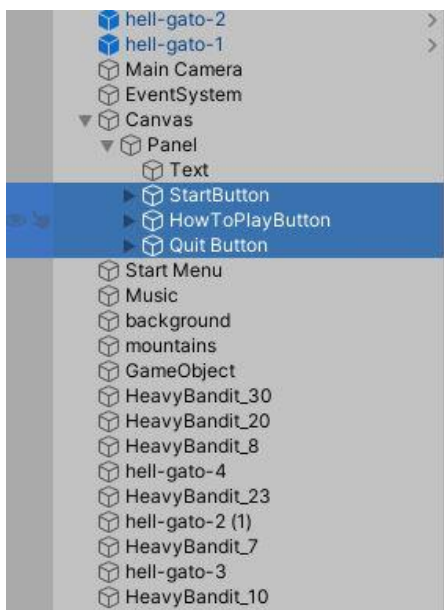 hell-gato-2
hell-gato-1
Main Camera
EventSystem
Canvas
Panel
Text
StartButton
HowToPlayButton
Quit Button
Start Menu
Music
background
mountains
GameObject
HeavyBandit_30
HeavyBandit_20
HeavyBandit_8
hell-gato-4
HeavyBandit_23
hell-gato-2 (1)
HeavyBandit_7
hell-gato-3
HeavyBandit_10